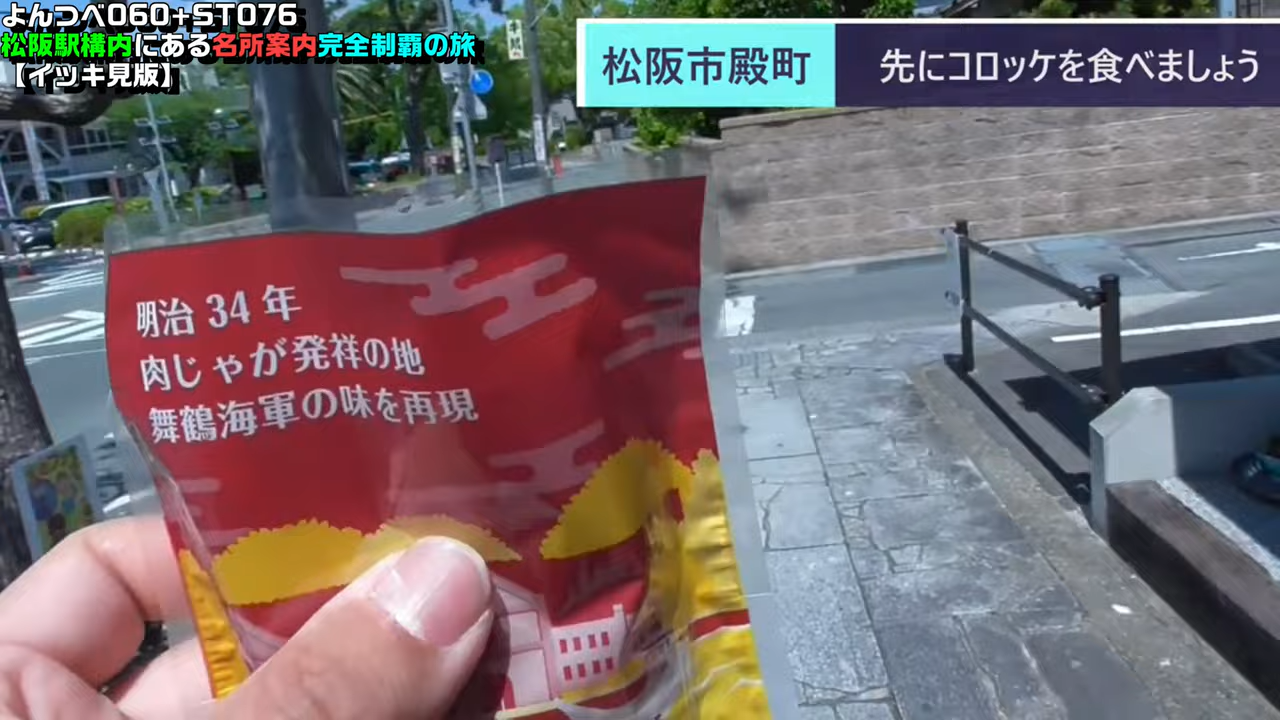 よんつべ060+ST076
松阪駅構内にある名所案内完全制覇の旅
【イツキ見版】
松阪市殿町
先にコロッケを食べましょう
明治 34 年
肉じゃが発祥の地
舞鶴海軍の味を再現